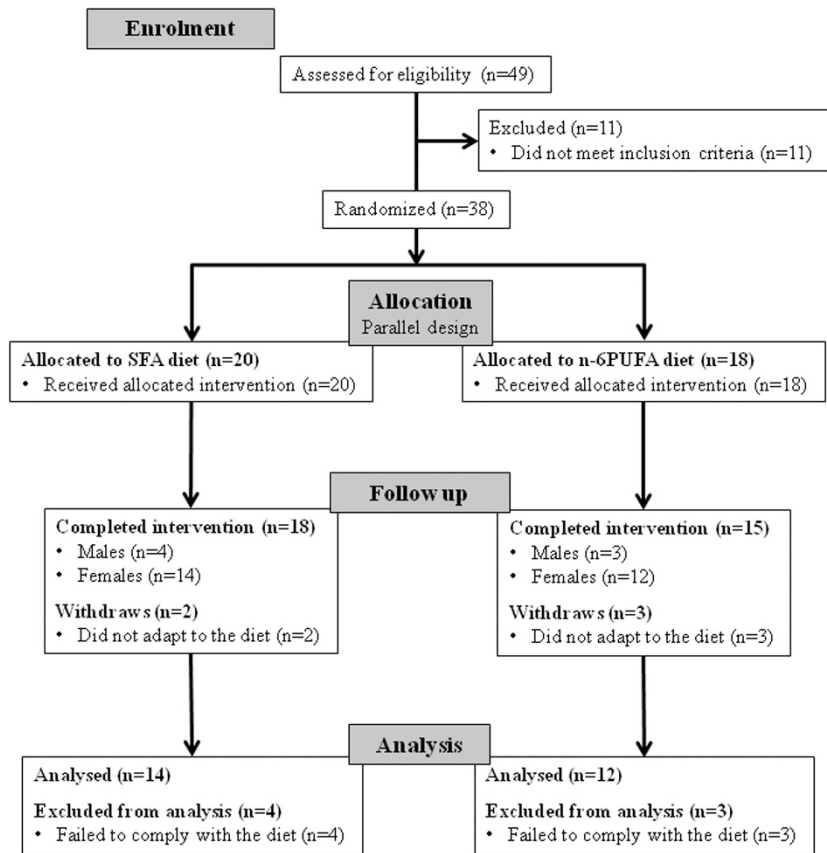 Enrolment
Assessed for eligibility (n=49)
Excluded (n=11)
• Did not meet inclusion criteria (n=11)
Randomized (n=38)
Allocation
Parallel design
Allocated to SFA diet (n=20)
• Received allocated intervention (n=20)
Allocated to n-6PUFA diet (n=18)
• Received allocated intervention (n=18)
Follow up
Completed intervention (n=18)
• Males (n=4)
• Females (n=14)
Withdraws (n=2)
• Did not adapt to the diet (n=2)
Completed intervention (n=15)
• Males (n=3)
• Females (n=12)
Withdraws (n=3)
• Did not adapt to the diet (n=3)
Analysis
Analysed (n=14)
Excluded from analysis (n=4)
• Failed to comply with the diet (n=4)
Analysed (n=12)
Excluded from analysis (n=3)
• Failed to comply with the diet (n=3)